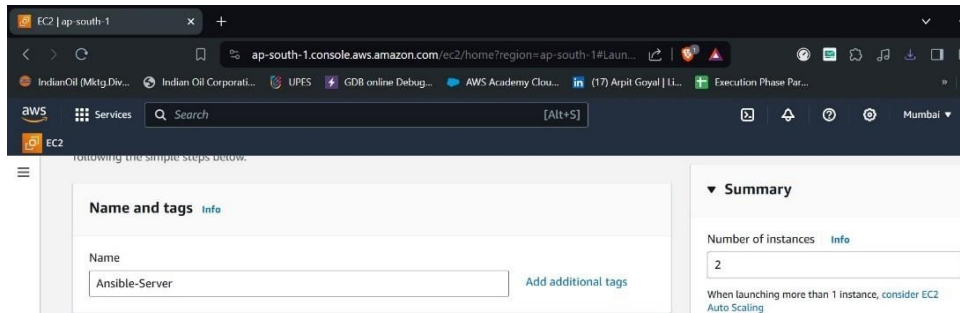 EC2 | ap-south-1
ap-south-1.console.aws.amazon.com/ec2/home?region=ap-south-1#Laun...
IndianOil (Mktg.Div... Indian Oil Corporati... UPES GDB online Debug... AWS Academy Clou... (17) Arpit Goyal | Li... Execution Phase Par... »
aws Services Search [Alt+S] Mumbai
EC2
following the simple steps below.
Name and tags Info
Name
Ansible-Server Add additional tags
Summary
Number of instances Info
2
When launching more than 1 instance, consider EC2
Auto Scaling